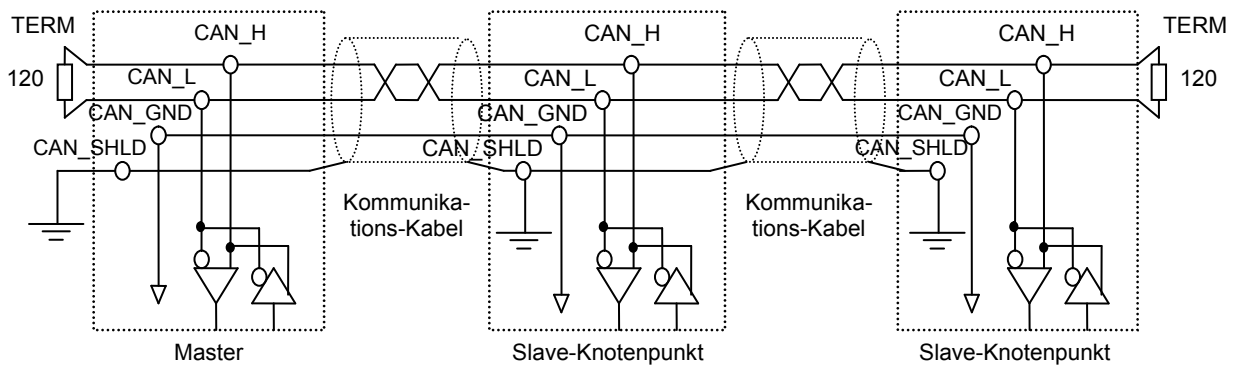 TERM
120
CAN_H
CAN_L
CAN_GND
CAN_SHLD
Master
Kommunika-
tions-Kabel
CAN_H
CAN_L
CAN_GND
CAN_SHLD
Slave-Knotenpunkt
Kommunika-
tions-Kabel
CAN_H
CAN_L
CAN_GND
CAN_SHLD
Slave-Knotenpunkt
TERM
120